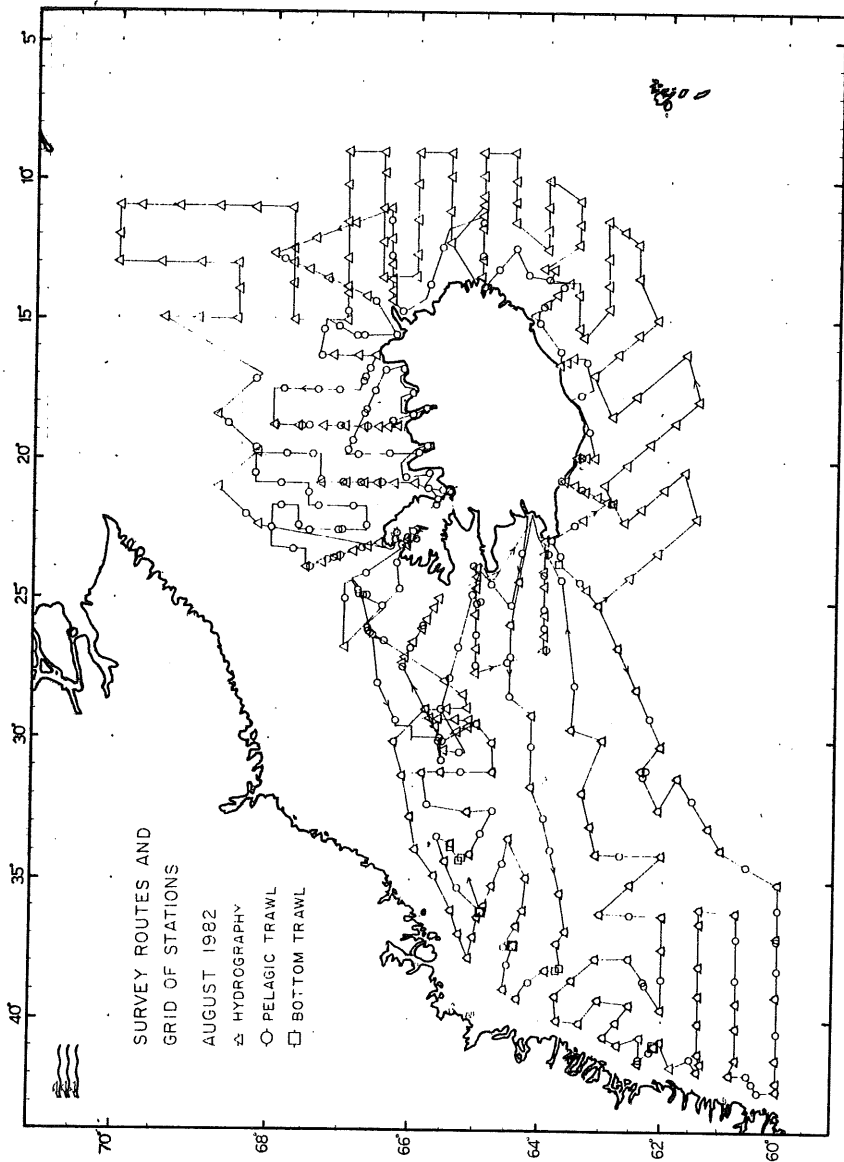 SURVEY ROUTES AND
GRID OF STATIONS
AUGUST 1982
HYDROGRAPHY
PELAGIC TRAWL
BOTTOM TRAWL
70°
68°
66°
64°
62°
60°
40°
35°
30°
25°
20°
15°
10°
5°